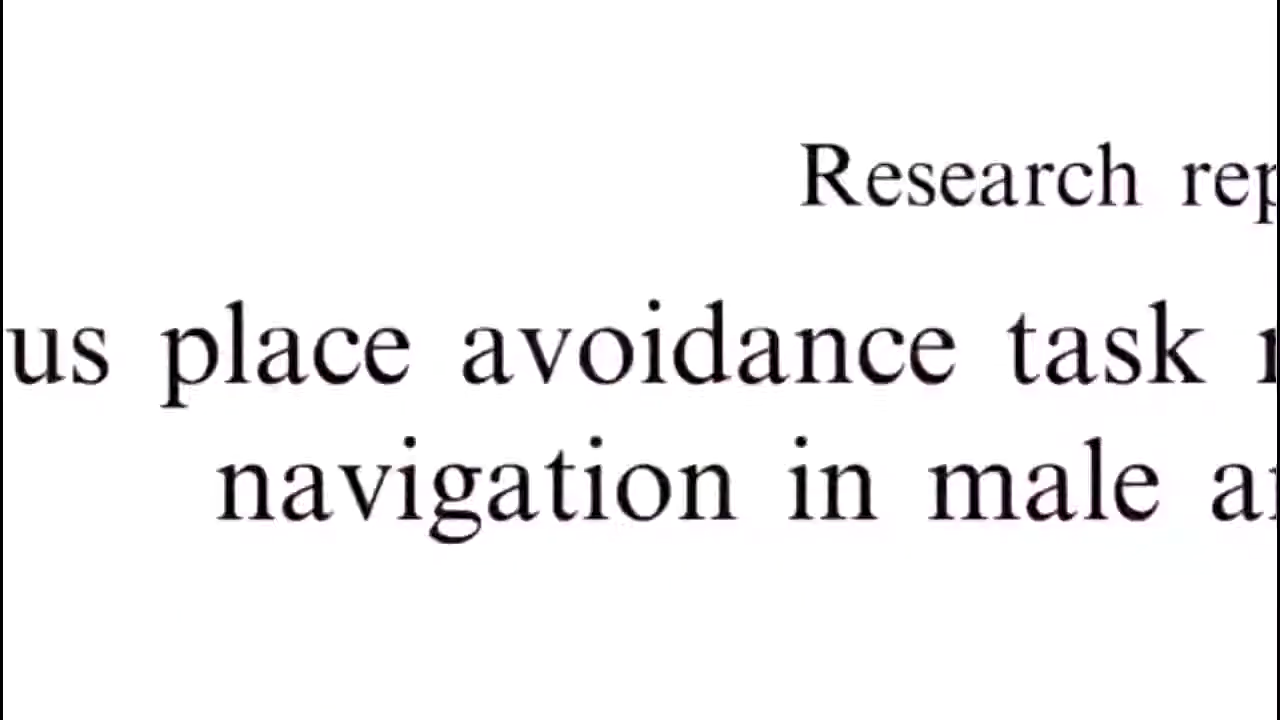 Research rep
us place avoidance task
navigation in male a